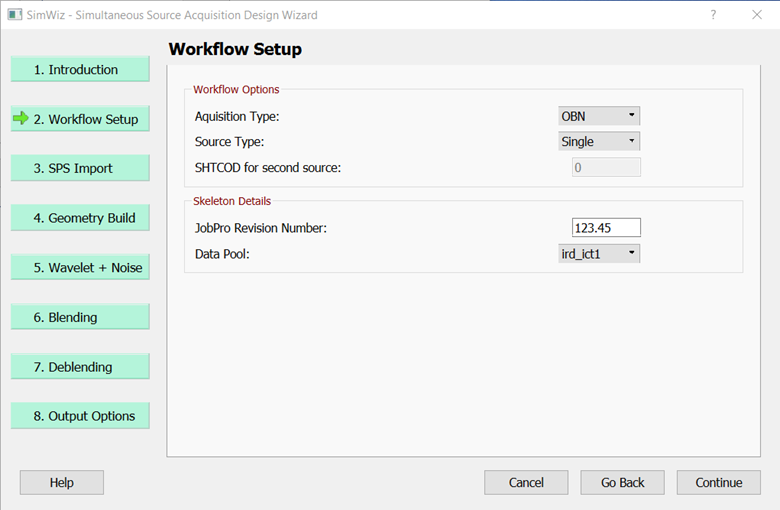 SimWiz - Simultaneous Source Acquisition Design Wizard
?
Workflow Setup
1. Introduction
2. Workflow Setup
3. SPS Import
4. Geometry Build
5. Wavelet + Noise
6. Blending
7. Deblending
8. Output Options
Workflow Options
Aquisition Type: OBN
Source Type: Single
SHTCOD for second source: 0
Skeleton Details
JobPro Revision Number: 123.45
Data Pool: ird_ict1
Help Cancel Go Back Continue